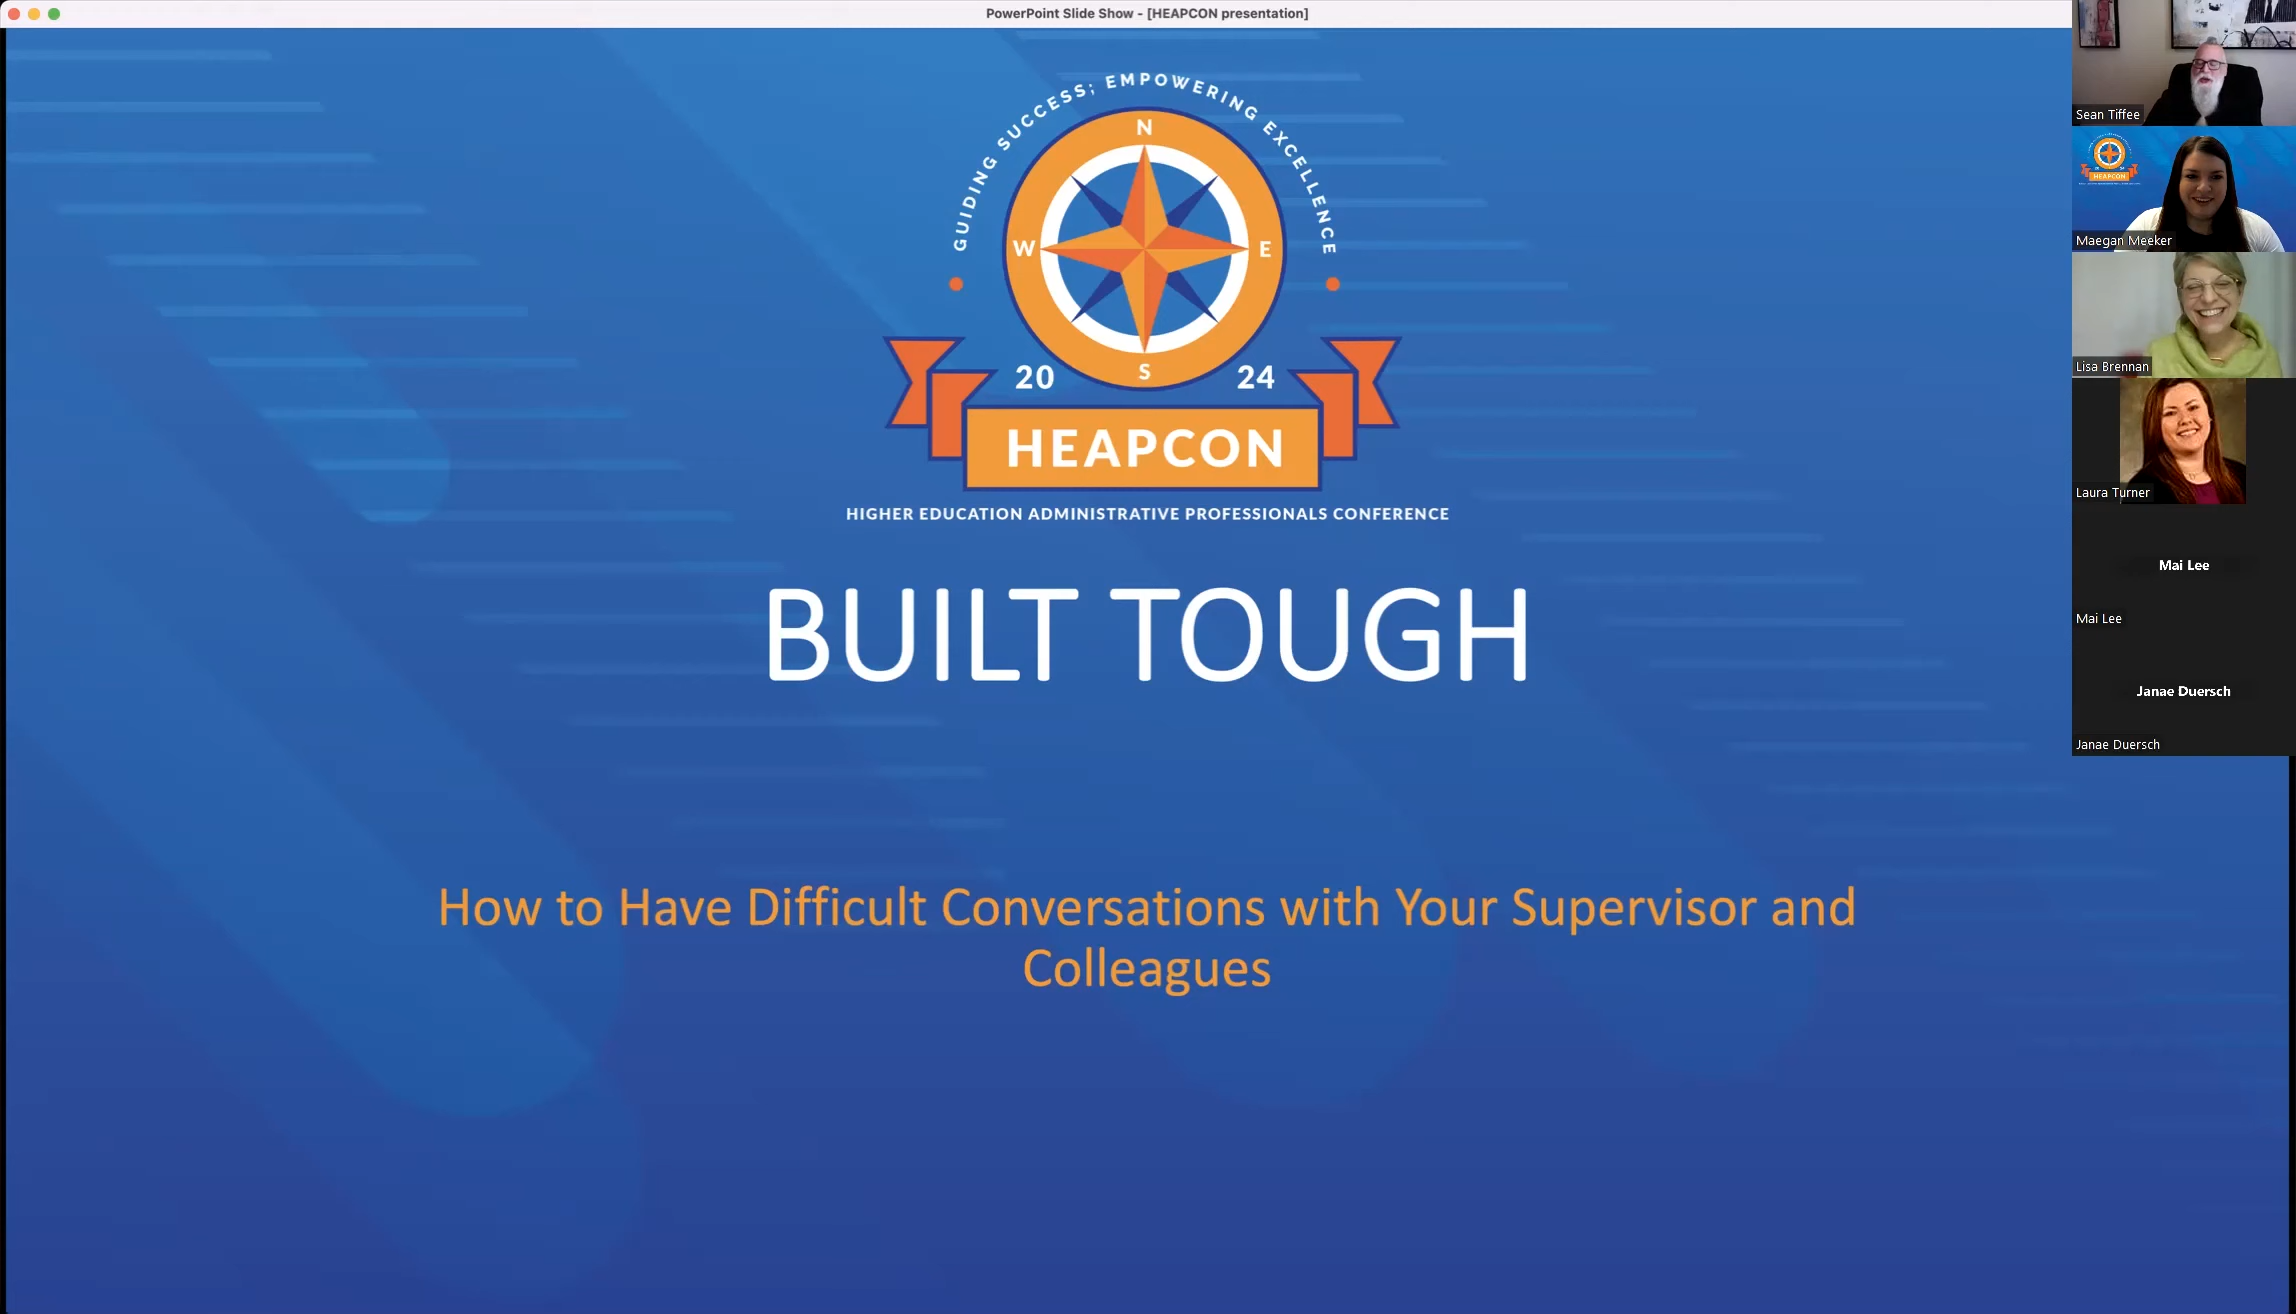 PowerPoint Slide Show - [HEAPCON presentation]
GUIDING SUCCESS; EMPOWERING EXCELLENCE
N
W
E
S
20
24
HEAPCON
HIGHER EDUCATION ADMINISTRATIVE PROFESSIONALS CONFERENCE
BUILT TOUGH
How to Have Difficult Conversations with Your Supervisor and
Colleagues
Sean Tiffee
HEAPCON
Maegan Meeker
Lisa Brennan
Laura Turner
Mai Lee
Mai Lee
Janae Duersch
Janae Duersch